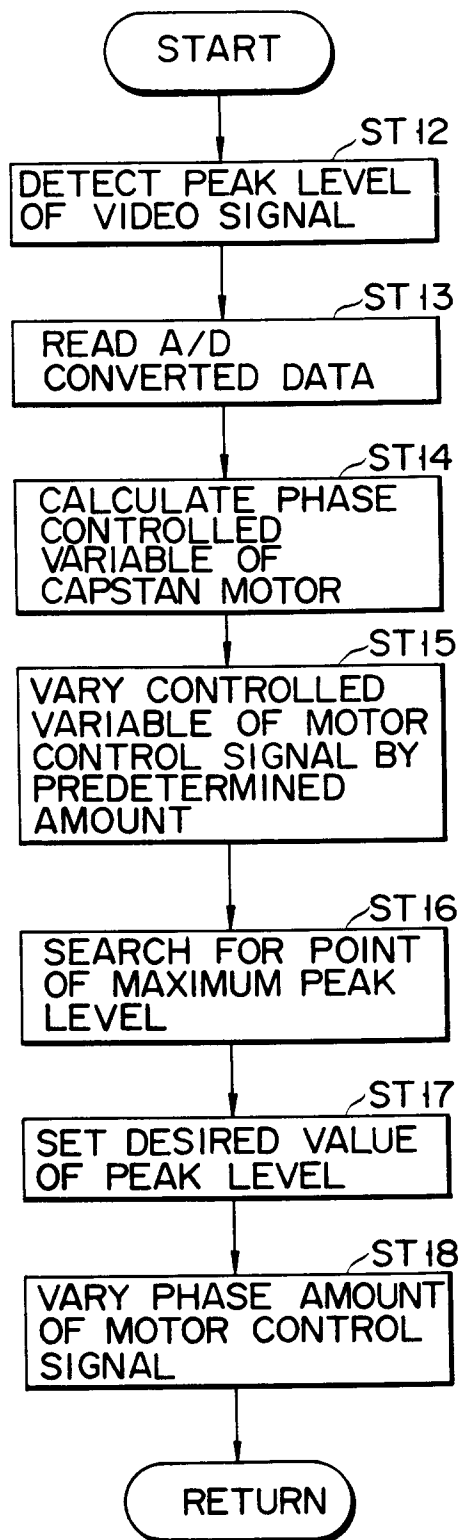 START
ST12
DETECT PEAK LEVEL
OF VIDEO SIGNAL
ST13
READ A/D
CONVERTED DATA
ST14
CALCULATE PHASE
CONTROLLED
VARIABLE OF
CAPSTAN MOTOR
ST15
VARY CONTROLLED
VARIABLE OF MOTOR
CONTROL SIGNAL BY
PREDETERMINED
AMOUNT
ST16
SEARCH FOR POINT
OF MAXIMUM PEAK
LEVEL
ST17
SET DESIRED VALUE
OF PEAK LEVEL
ST18
VARY PHASE AMOUNT
OF MOTOR CONTROL
SIGNAL
RETURN